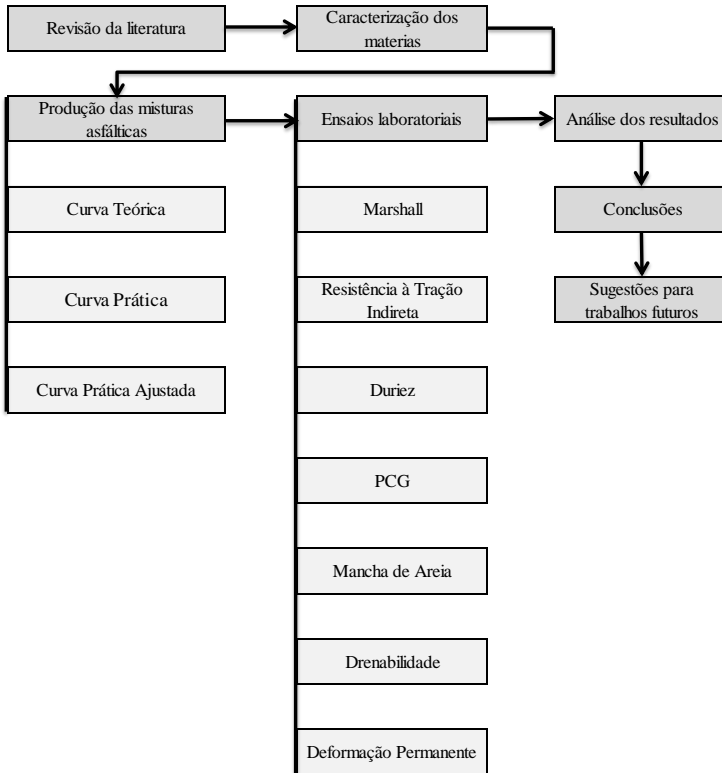 Revisão da literatura
Caracterização dos
materias
Produção das misturas
asfálticas
Ensaios laboratoriais
Análise dos resultados
Curva Teórica
Marshall
Conclusões
Curva Prática
Resistência à Tração
Indireta
Sugestões para
trabalhos futuros
Curva Prática Ajustada
Duriez
PCG
Mancha de Areia
Drenabilidade
Deformação Permanente